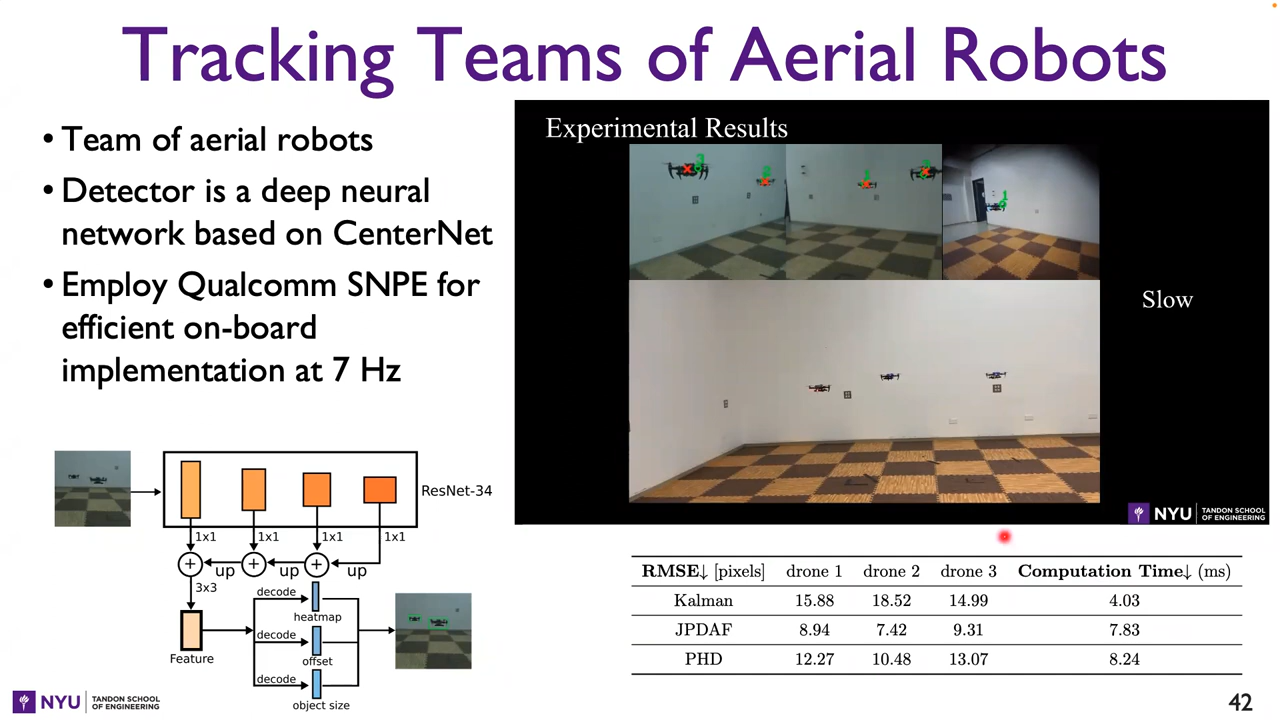 Tracking Teams of Aerial Robots
• Team of aerial robots
• Detector is a deep neural
network based on CenterNet
• Employ Qualcomm SNPE for
efficient on-board
implementation at 7 Hz
Experimental Results
3
2
1
3
1
Slow
NYU TANDON SCHOOL
OF ENGINEERING
ResNet-34
1x1 1x1 1x1 1x1
+ up + up + up
3x3
Feature
decode
heatmap
decode
offset
decode
object size
RMSE↓ [pixels] drone 1 drone 2 drone 3 Computation Time↓ (ms)
Kalman 15.88 18.52 14.99 4.03
JPDAF 8.94 7.42 9.31 7.83
PHD 12.27 10.48 13.07 8.24
NYU TANDON SCHOOL
OF ENGINEERING
42